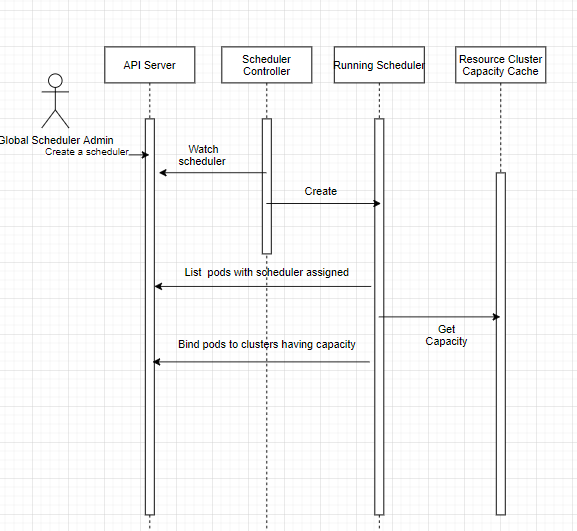 API Server
Scheduler
Controller
Running Scheduler
Resource Cluster
Capacity Cache
Global Scheduler Admin
Create a scheduler
Watch
scheduler
Create
List pods with scheduler assigned
Get
Capacity
Bind pods to clusters having capacity